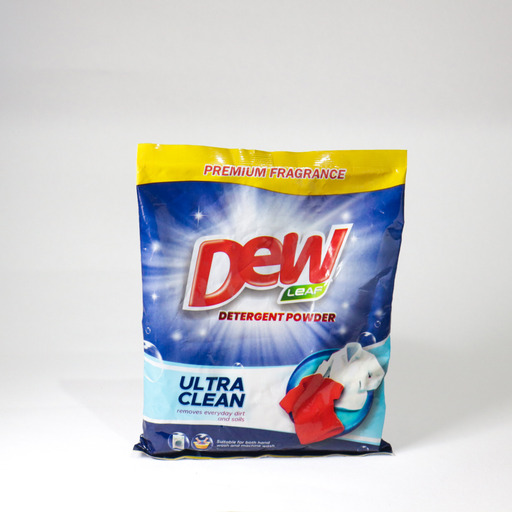 PREMIUM FRAGRANCE
Dew
LEAF
DETERGENT POWDER
ULTRA
CLEAN
removes everyday dirt
and soils
Suitable for both hand
wash and machine wash